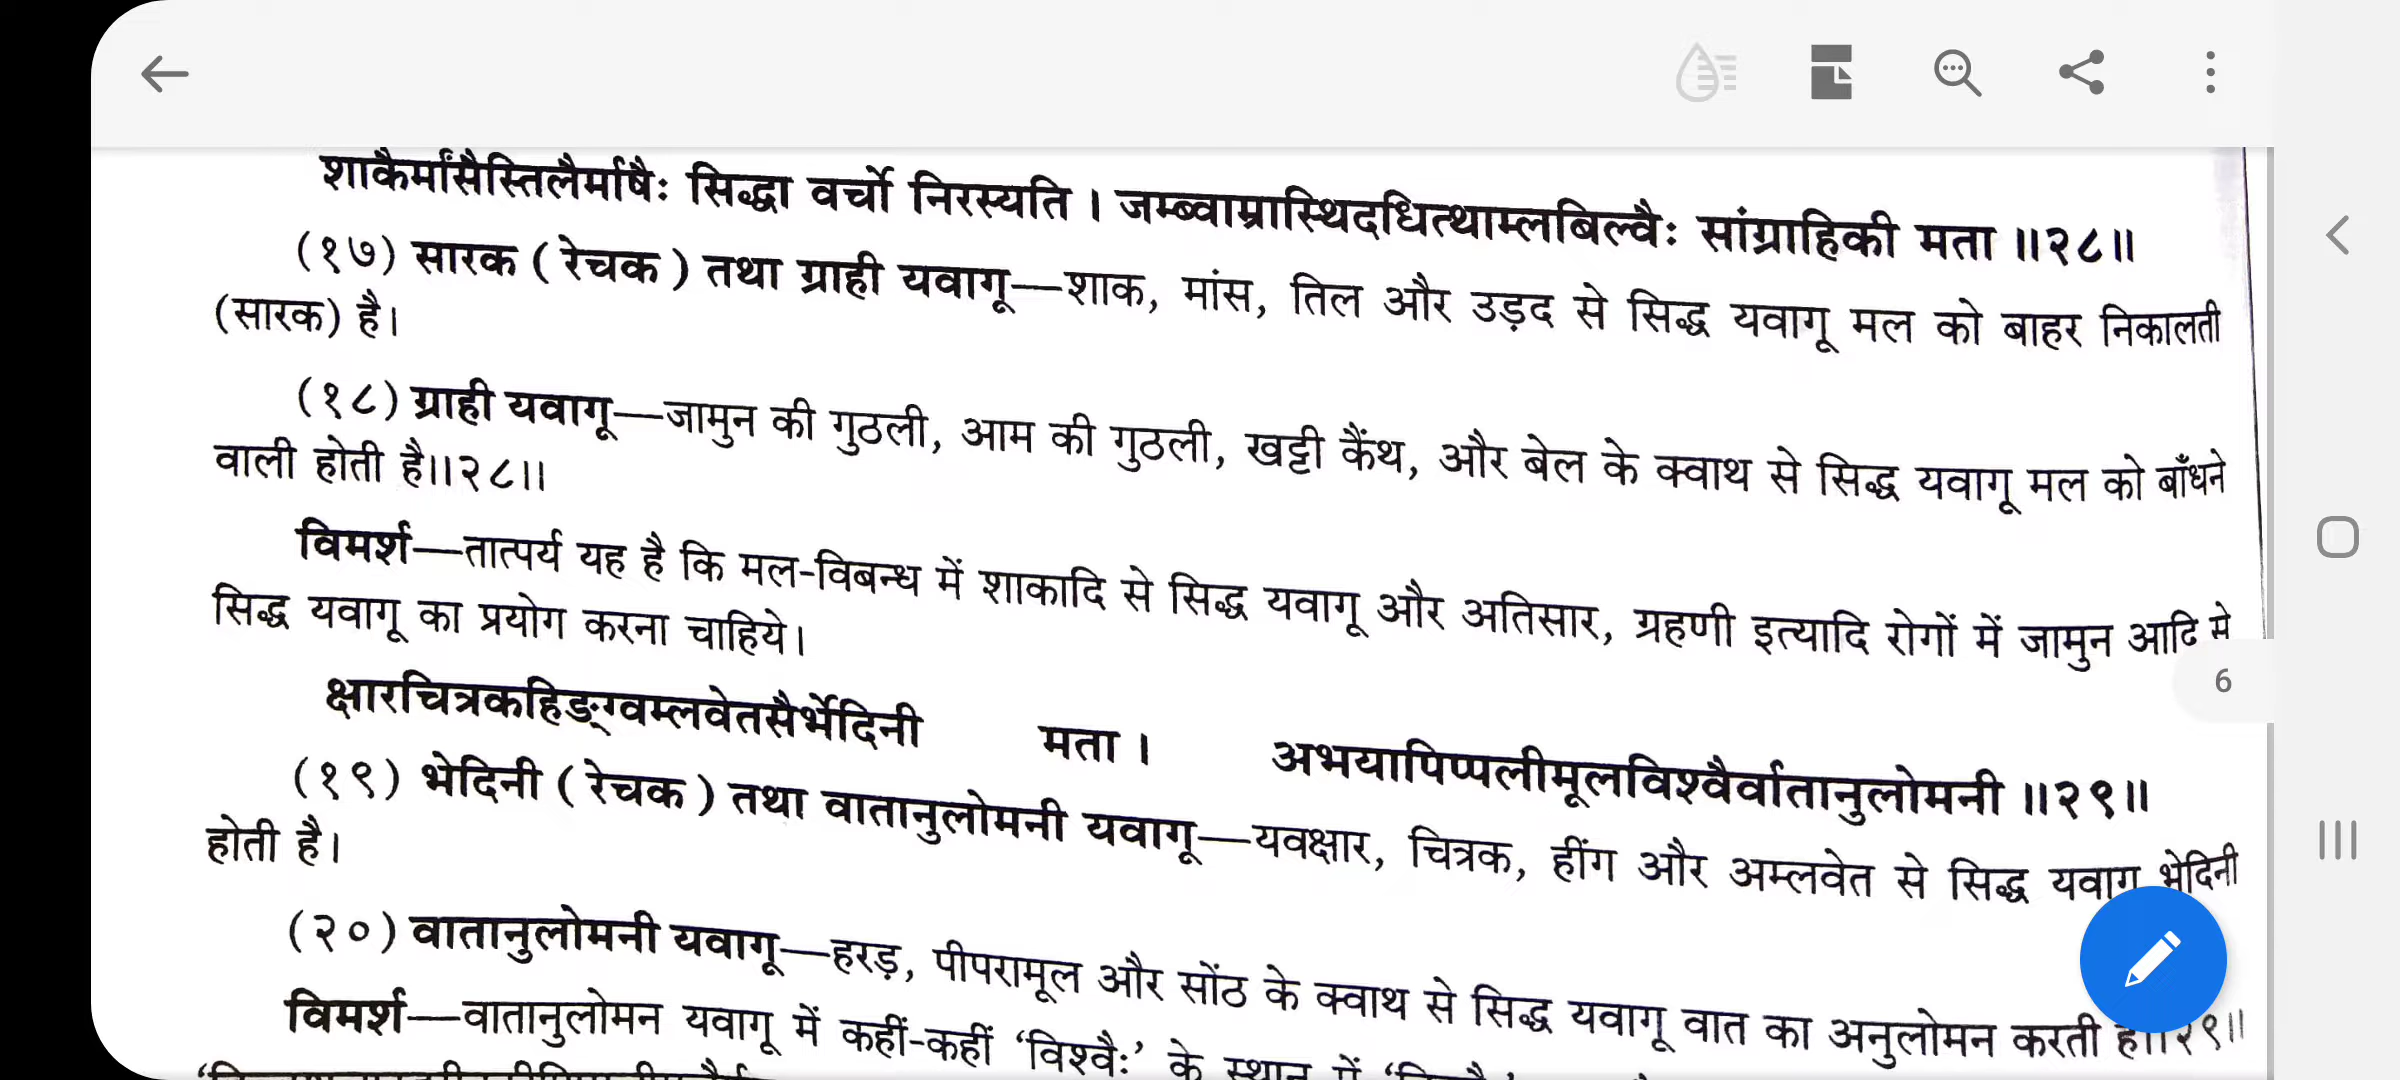 शाकैर्मांसैस्तिलैर्माषैः सिद्धा वर्चो निरस्यति । जम्ब्वाम्रास्थिदधित्थाम्लबिल्वैः सांग्राहिकी मता ॥२८॥
(१७) सारक ( रेचक ) तथा ग्राही यवागू—शाक, मांस, तिल और उड़द से सिद्ध यवागू मल को बाहर निकालती
(सारक) है।
(१८) ग्राही यवागू—जामुन की गुठली, आम की गुठली, खट्टी कैंथ, और बेल के क्वाथ से सिद्ध यवागू मल को बाँधने
वाली होती है॥२८॥
विमर्श—तात्पर्य यह है कि मल-विबन्ध में शाकादि से सिद्ध यवागू और अतिसार, ग्रहणी इत्यादि रोगों में जामुन आदि से
सिद्ध यवागू का प्रयोग करना चाहिये।
6
क्षारचित्रकहिङ्ग्वम्लवेतसैर्भेदिनी मता । अभयापिप्पलीमूलविश्वैर्वातानुलोमनी ॥२९॥
(१९) भेदिनी ( रेचक ) तथा वातानुलोमनी यवागू—यवक्षार, चित्रक, हींग और अम्लवेत से सिद्ध यवागू भेदिनी
होती है।
(२०) वातानुलोमनी यवागू—हरड़, पीपरामूल और सोंठ के क्वाथ से सिद्ध यवागू वात का अनुलोमन करती है॥२९॥
विमर्श—वातानुलोमन यवागू में कहीं-कहीं ‘विश्वैः’ के स्थान में